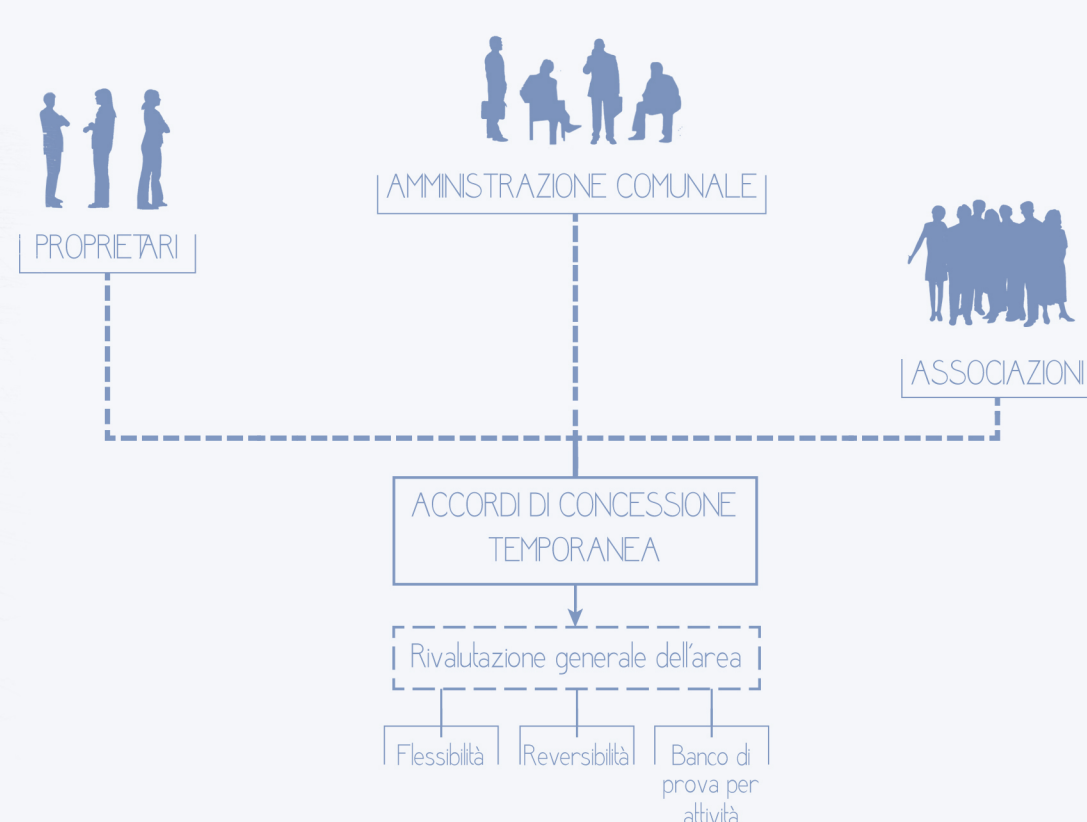 AMMINISTRAZIONE COMUNALE
PROPRIETARI
ASSOCIAZIONI
ACCORDI DI CONCESSIONE
TEMPORANEA
Rivalutazione generale dell'area
Flessibilità
Reversibilità
Banco di
prova per
attività